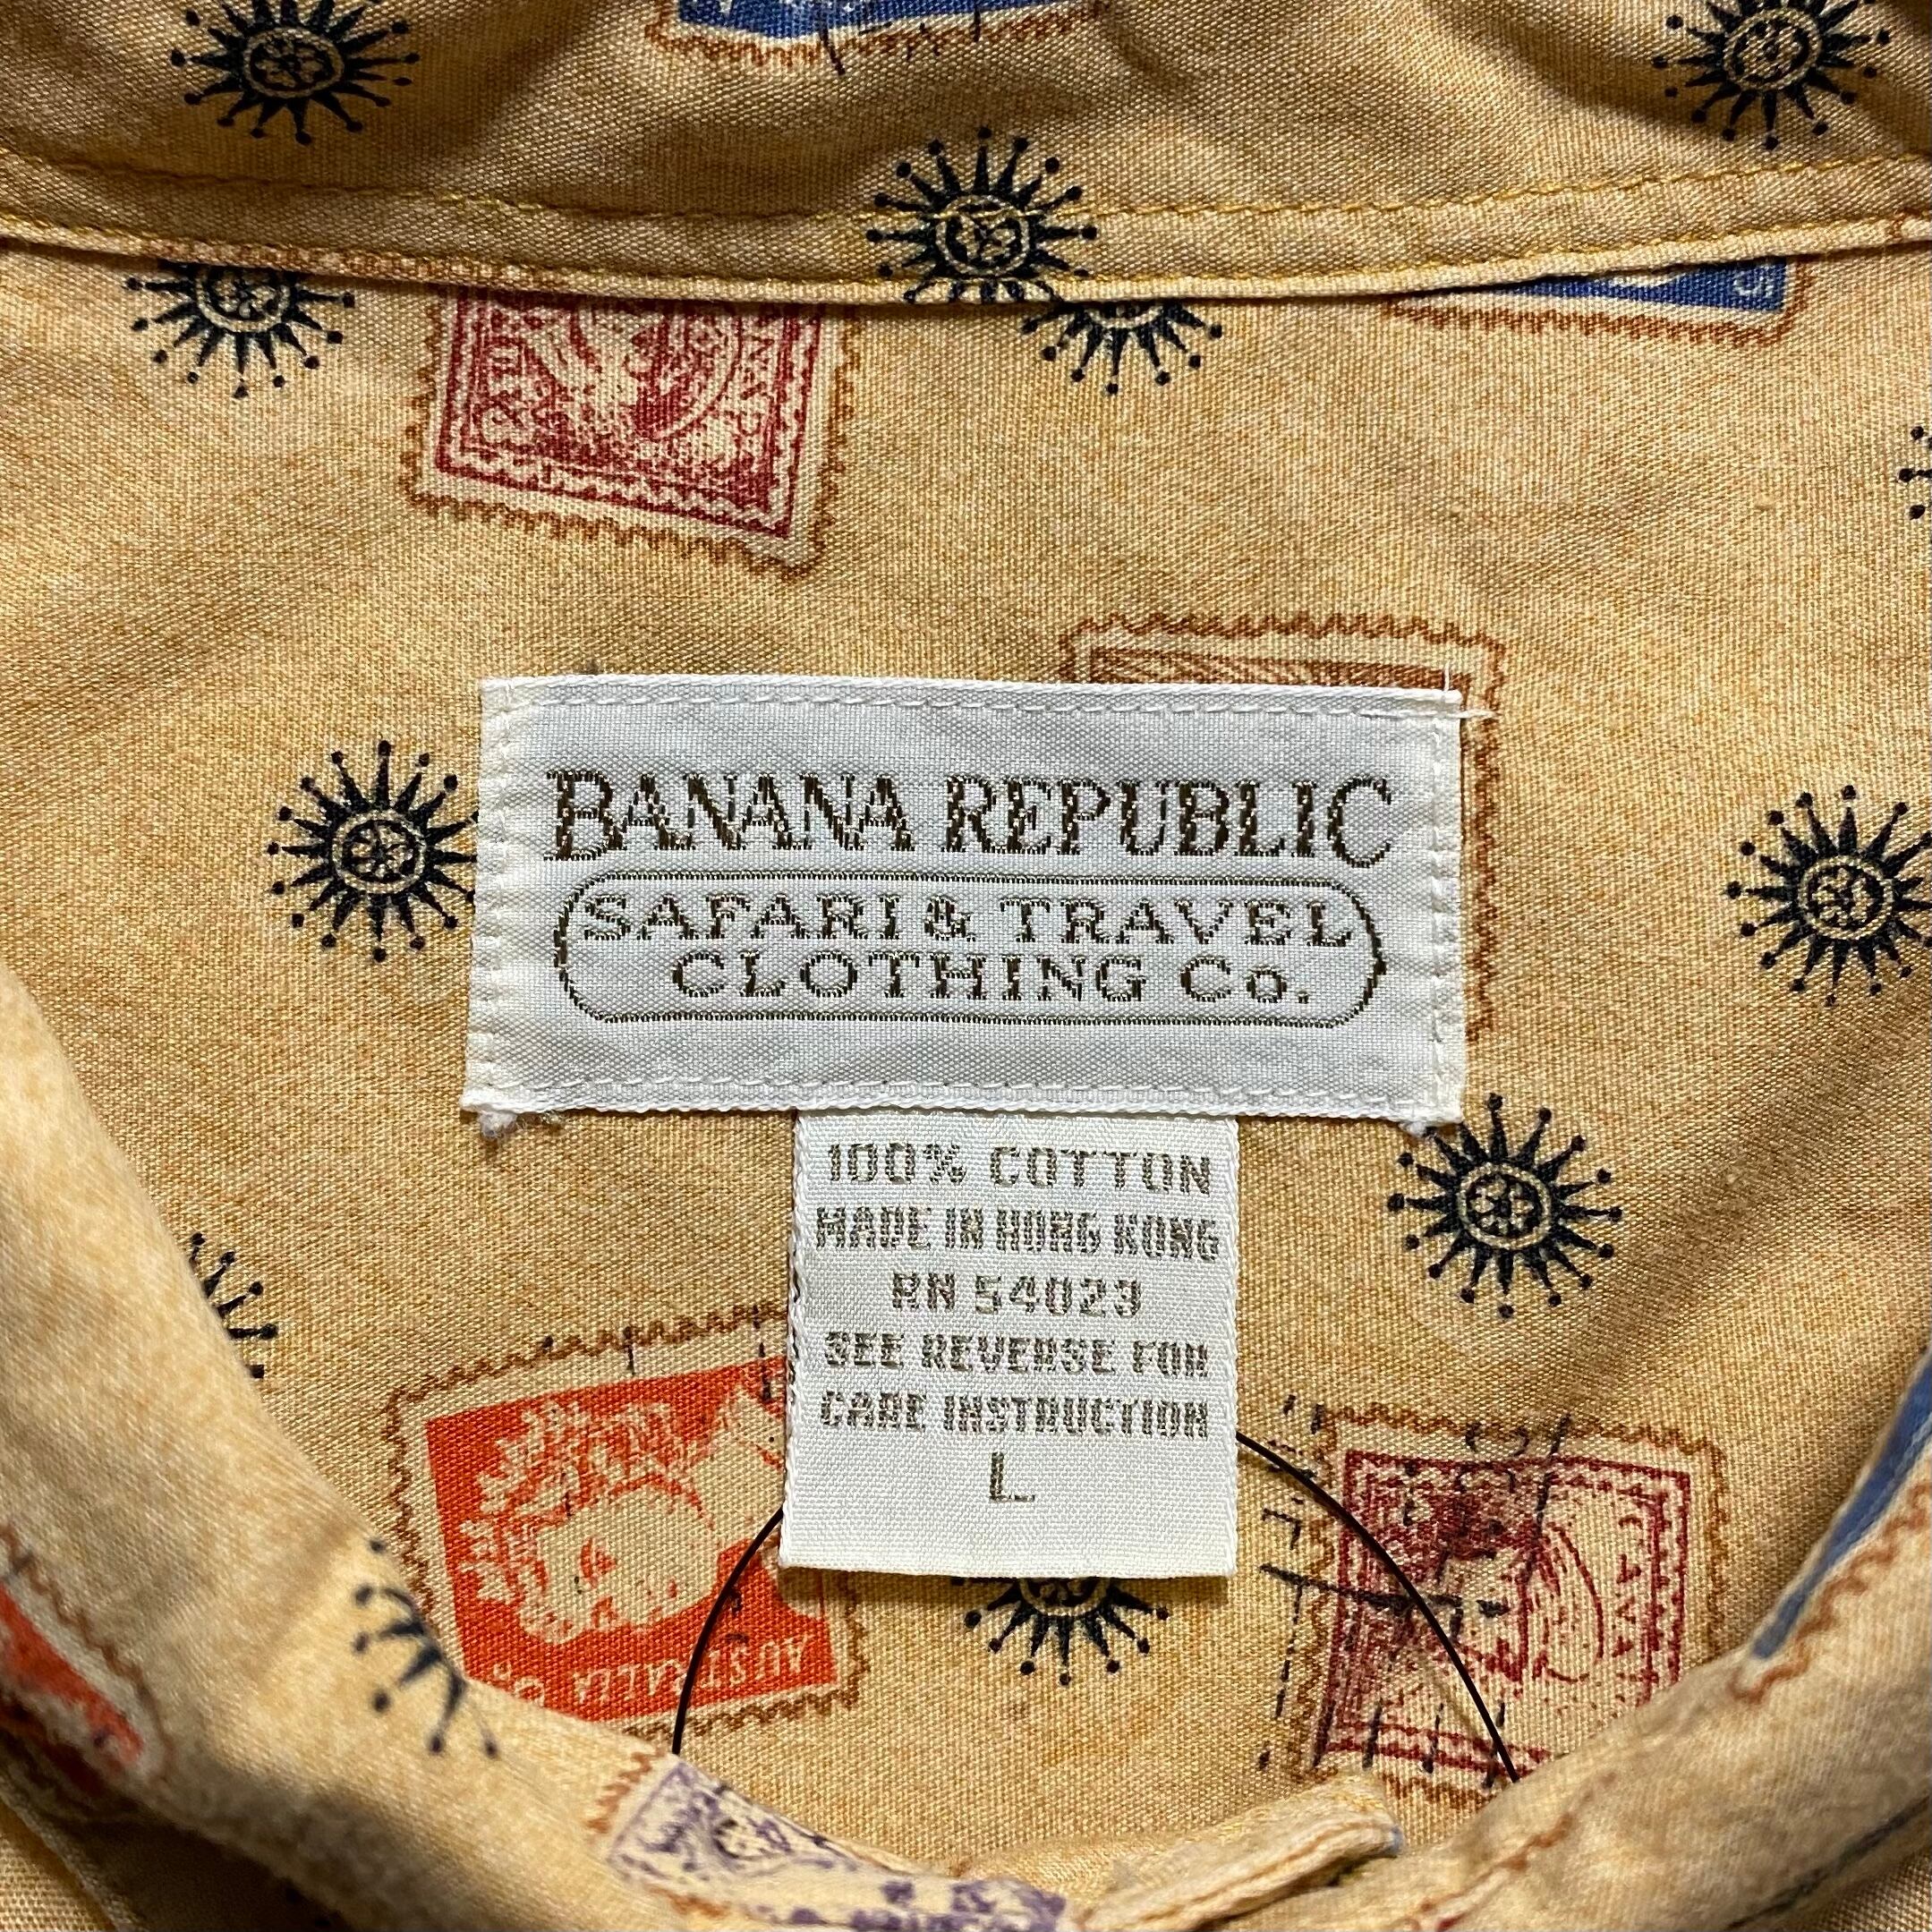 BANANA REPUBLIC
SAFARI & TRAVEL
CLOTHING Co.
100% COTTON
MADE IN HONG KONG
RN 54023
SEE REVERSE FOR
CARE INSTRUCTION
L
AUSTRALIA